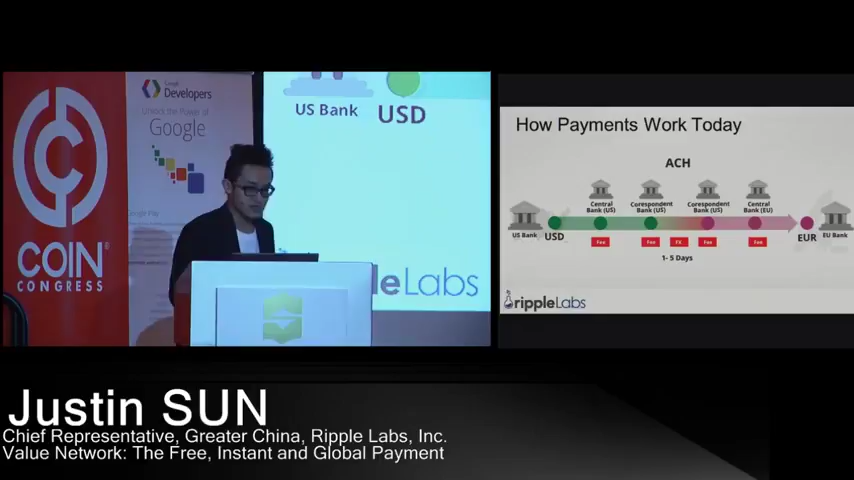 COIN
CONGRESS
Google
Developers
Unlock the Power of
Google
US Bank
USD
leLabs
How Payments Work Today
ACH
Central
Bank (US)
Corespondent
Bank (US)
Corespondent
Bank (US)
Central
Bank (EU)
US Bank
USD
EUR
EU Bank
Fee
Fee
FX
Fee
Fee
1- 5 Days
rippleLabs
Justin SUN
Chief Representative, Greater China, Ripple Labs, Inc.
Value Network: The Free, Instant and Global Payment